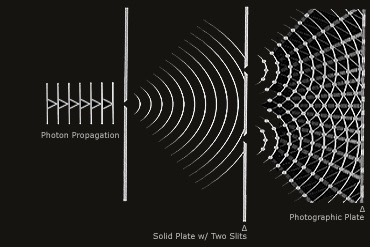 Photon Propagation
Δ
Solid Plate w/ Two Slits
Δ
Photographic Plate